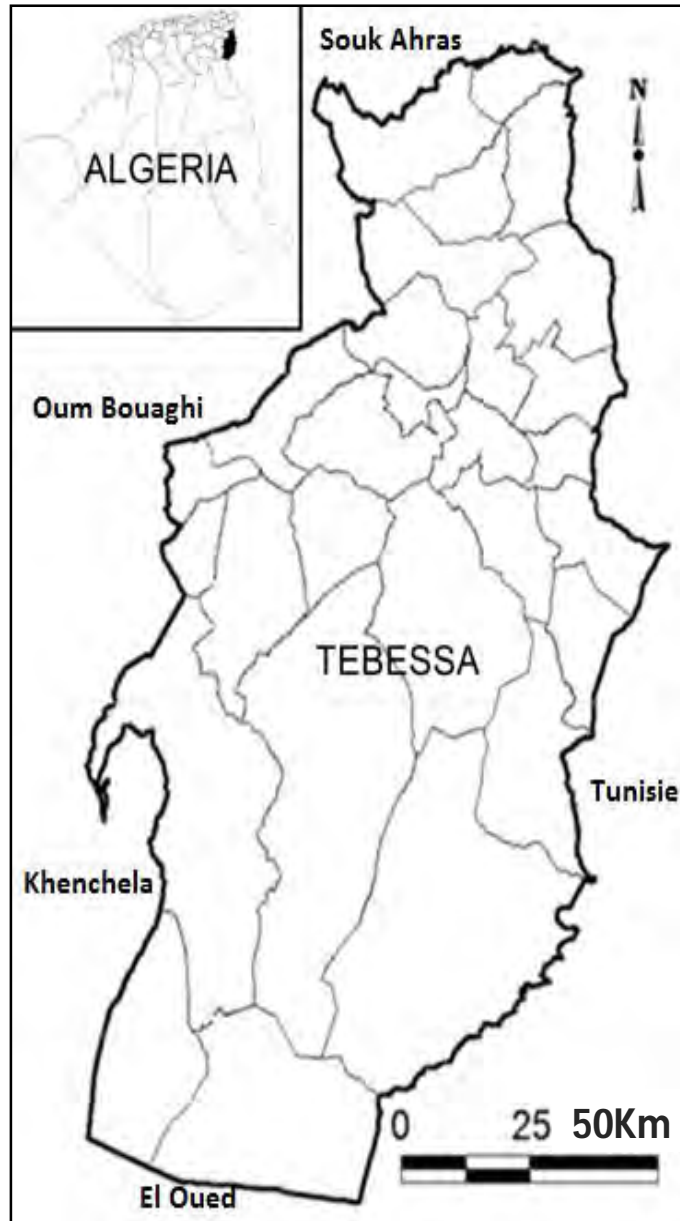 Souk Ahras
N
ALGERIA
Oum Bouaghi
TEBESSA
Tunisie
Khenchela
0 25 50Km
El Oued